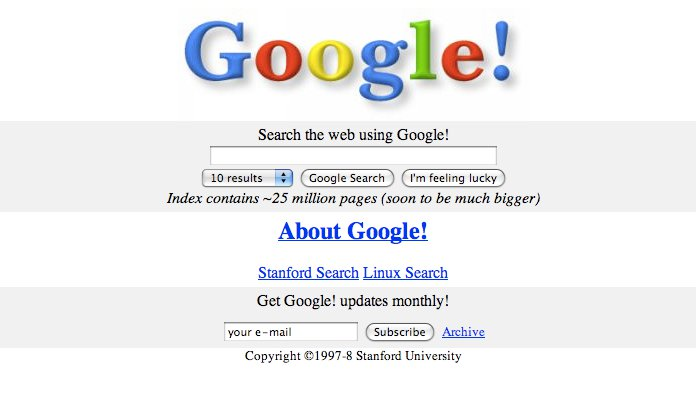 Google!
Search the web using Google!
10 results Google Search I'm feeling lucky
Index contains ~25 million pages (soon to be much bigger)
About Google!
Stanford Search Linux Search
Get Google! updates monthly!
your e-mail Subscribe Archive
Copyright ©1997-8 Stanford University